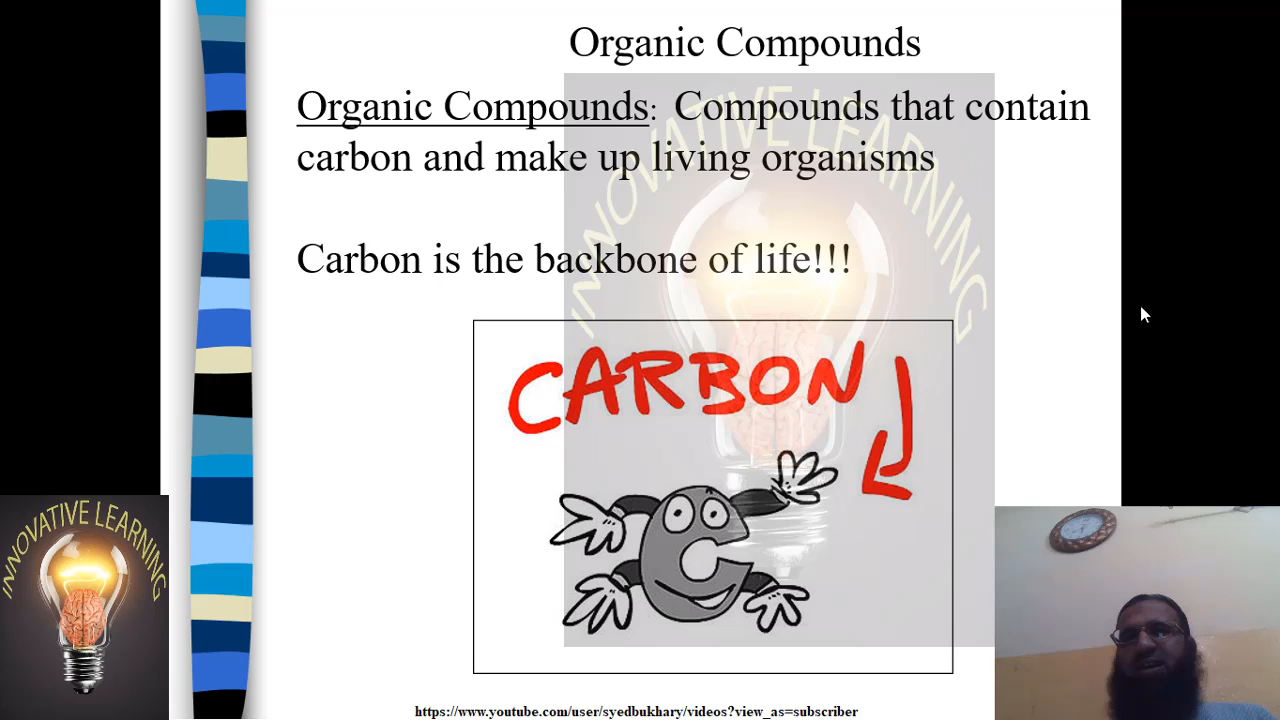 Organic Compounds
Organic Compounds: Compounds that contain
carbon and make up living organisms
Carbon is the backbone of life!!!
INNOVATIVE LEARNING
CARBON
C
INNOVATIVE LEARNING
https://www.youtube.com/user/syedbukhary/videos?view_as=subscriber